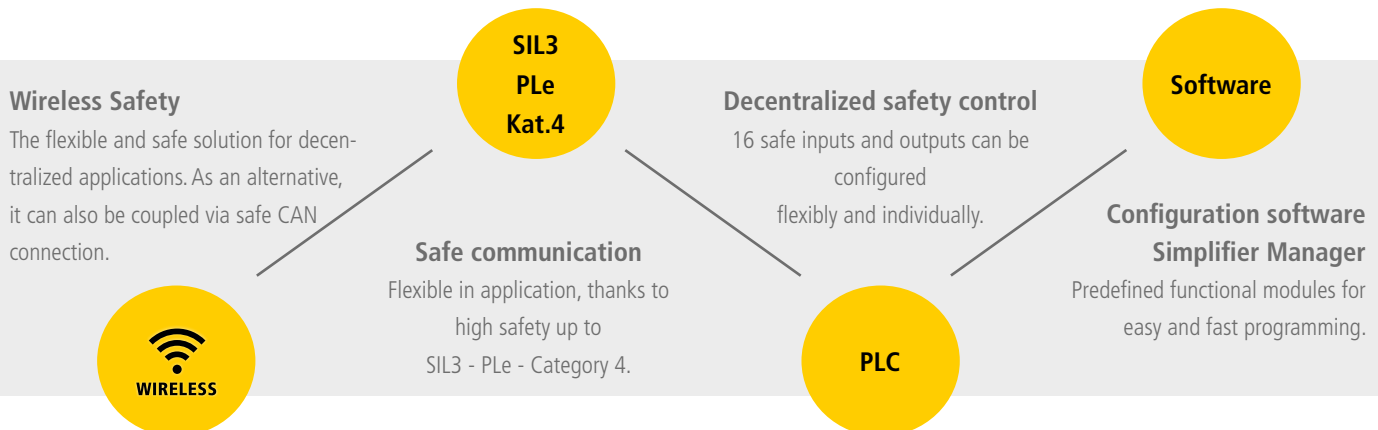 Wireless Safety
The flexible and safe solution for decen-
tralized applications. As an alternative,
it can also be coupled via safe CAN
connection.
WIRELESS
SIL3
PLe
Kat.4
Safe communication
Flexible in application, thanks to
high safety up to
SIL3 - PLe - Category 4.
Decentralized safety control
16 safe inputs and outputs can be
configured
flexibly and individually.
PLC
Software
Configuration software
Simplifier Manager
Predefined functional modules for
easy and fast programming.